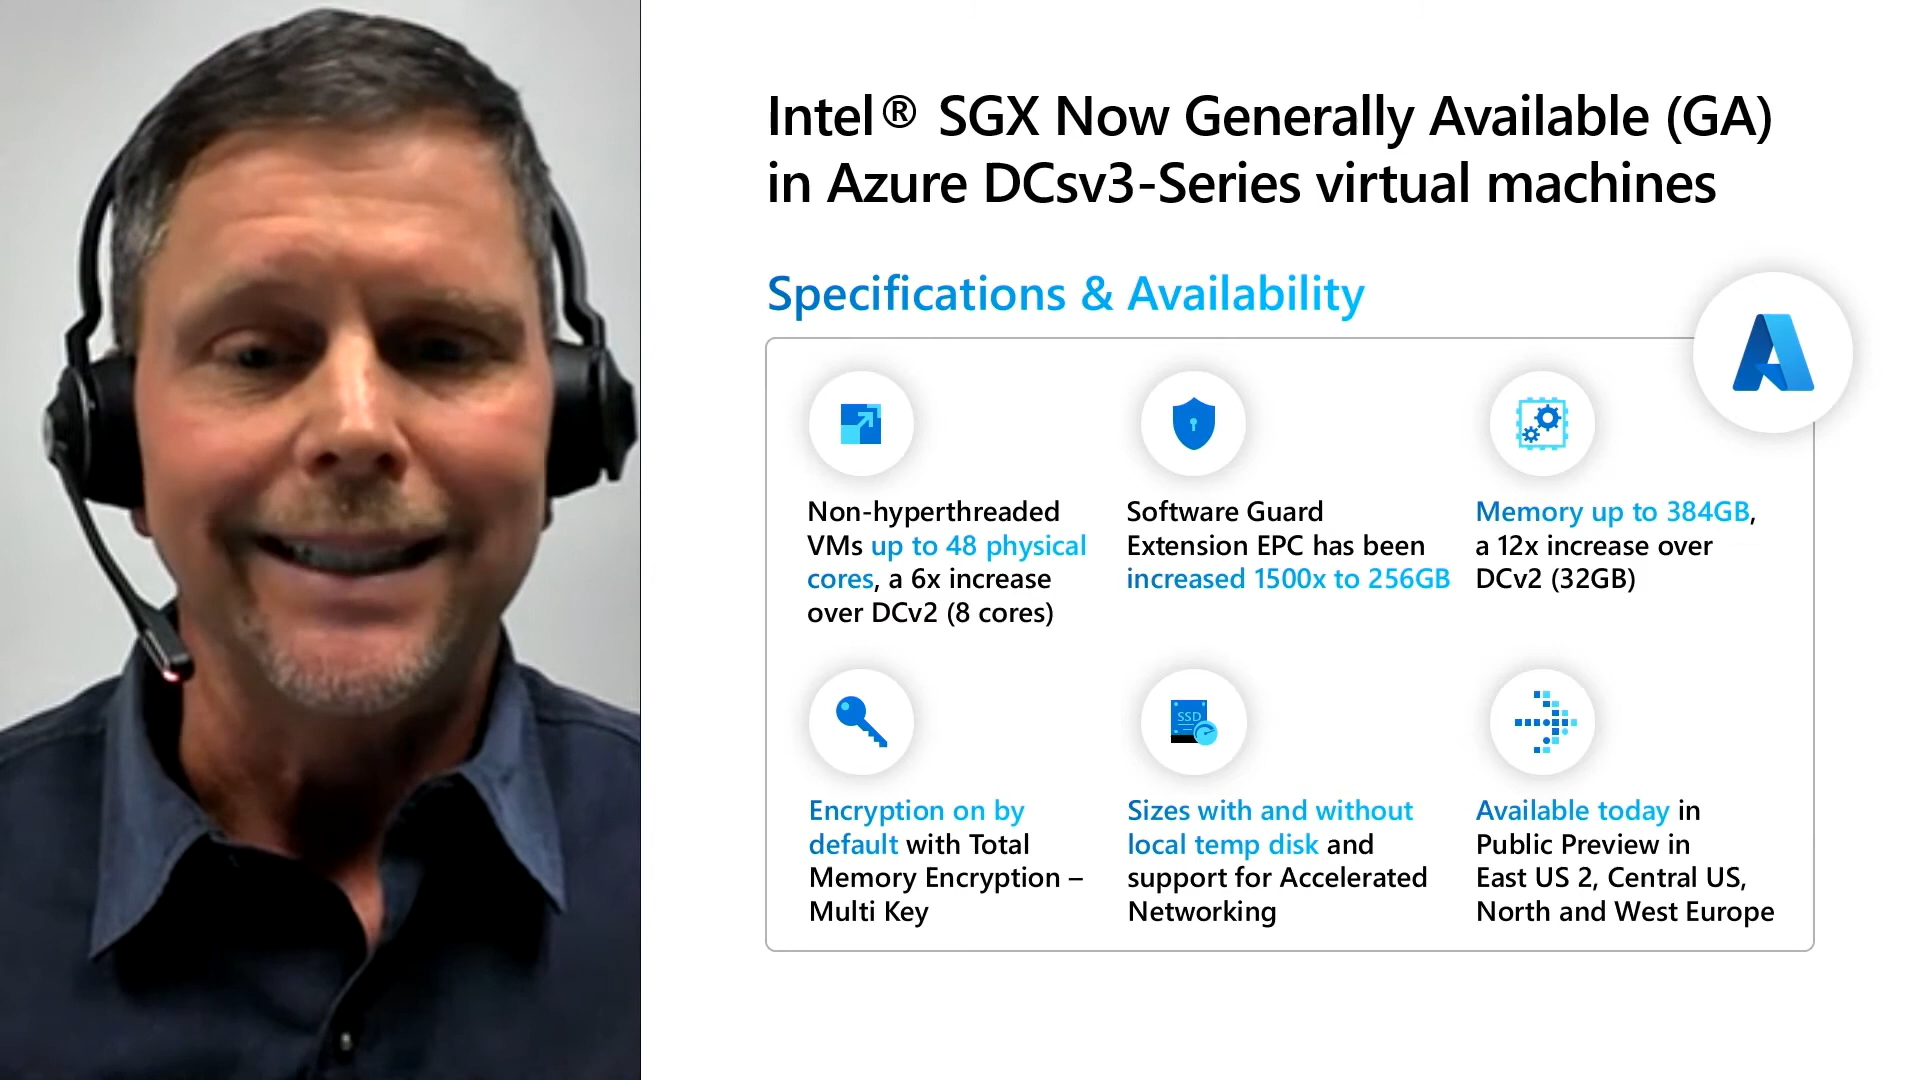 Intel® SGX Now Generally Available (GA)
in Azure DCsv3-Series virtual machines
Specifications & Availability
Non-hyperthreaded
VMs up to 48 physical
cores, a 6x increase
over DCv2 (8 cores)
Software Guard
Extension EPC has been
increased 1500x to 256GB
Memory up to 384GB,
a 12x increase over
DCv2 (32GB)
Encryption on by
default with Total
Memory Encryption –
Multi Key
SSD
Sizes with and without
local temp disk and
support for Accelerated
Networking
Available today in
Public Preview in
East US 2, Central US,
North and West Europe